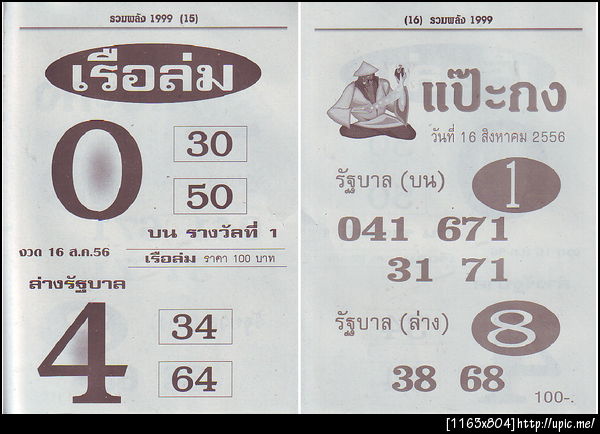 รวมพลัง 1999 (15)
เรือล่ม
0
30
50
บน รางวัลที่ 1
งวด 16 ส.ค.56
เรือล่ม ราคา 100 บาท
ล่างรัฐบาล
4
34
64
(16) รวมพลัง 1999
แป๊ะกง
วันที่ 16 สิงหาคม 2556
รัฐบาล (บน) 1
041 671
31 71
รัฐบาล (ล่าง) 8
38 68
100-.
[1163x804]http://upic.me/